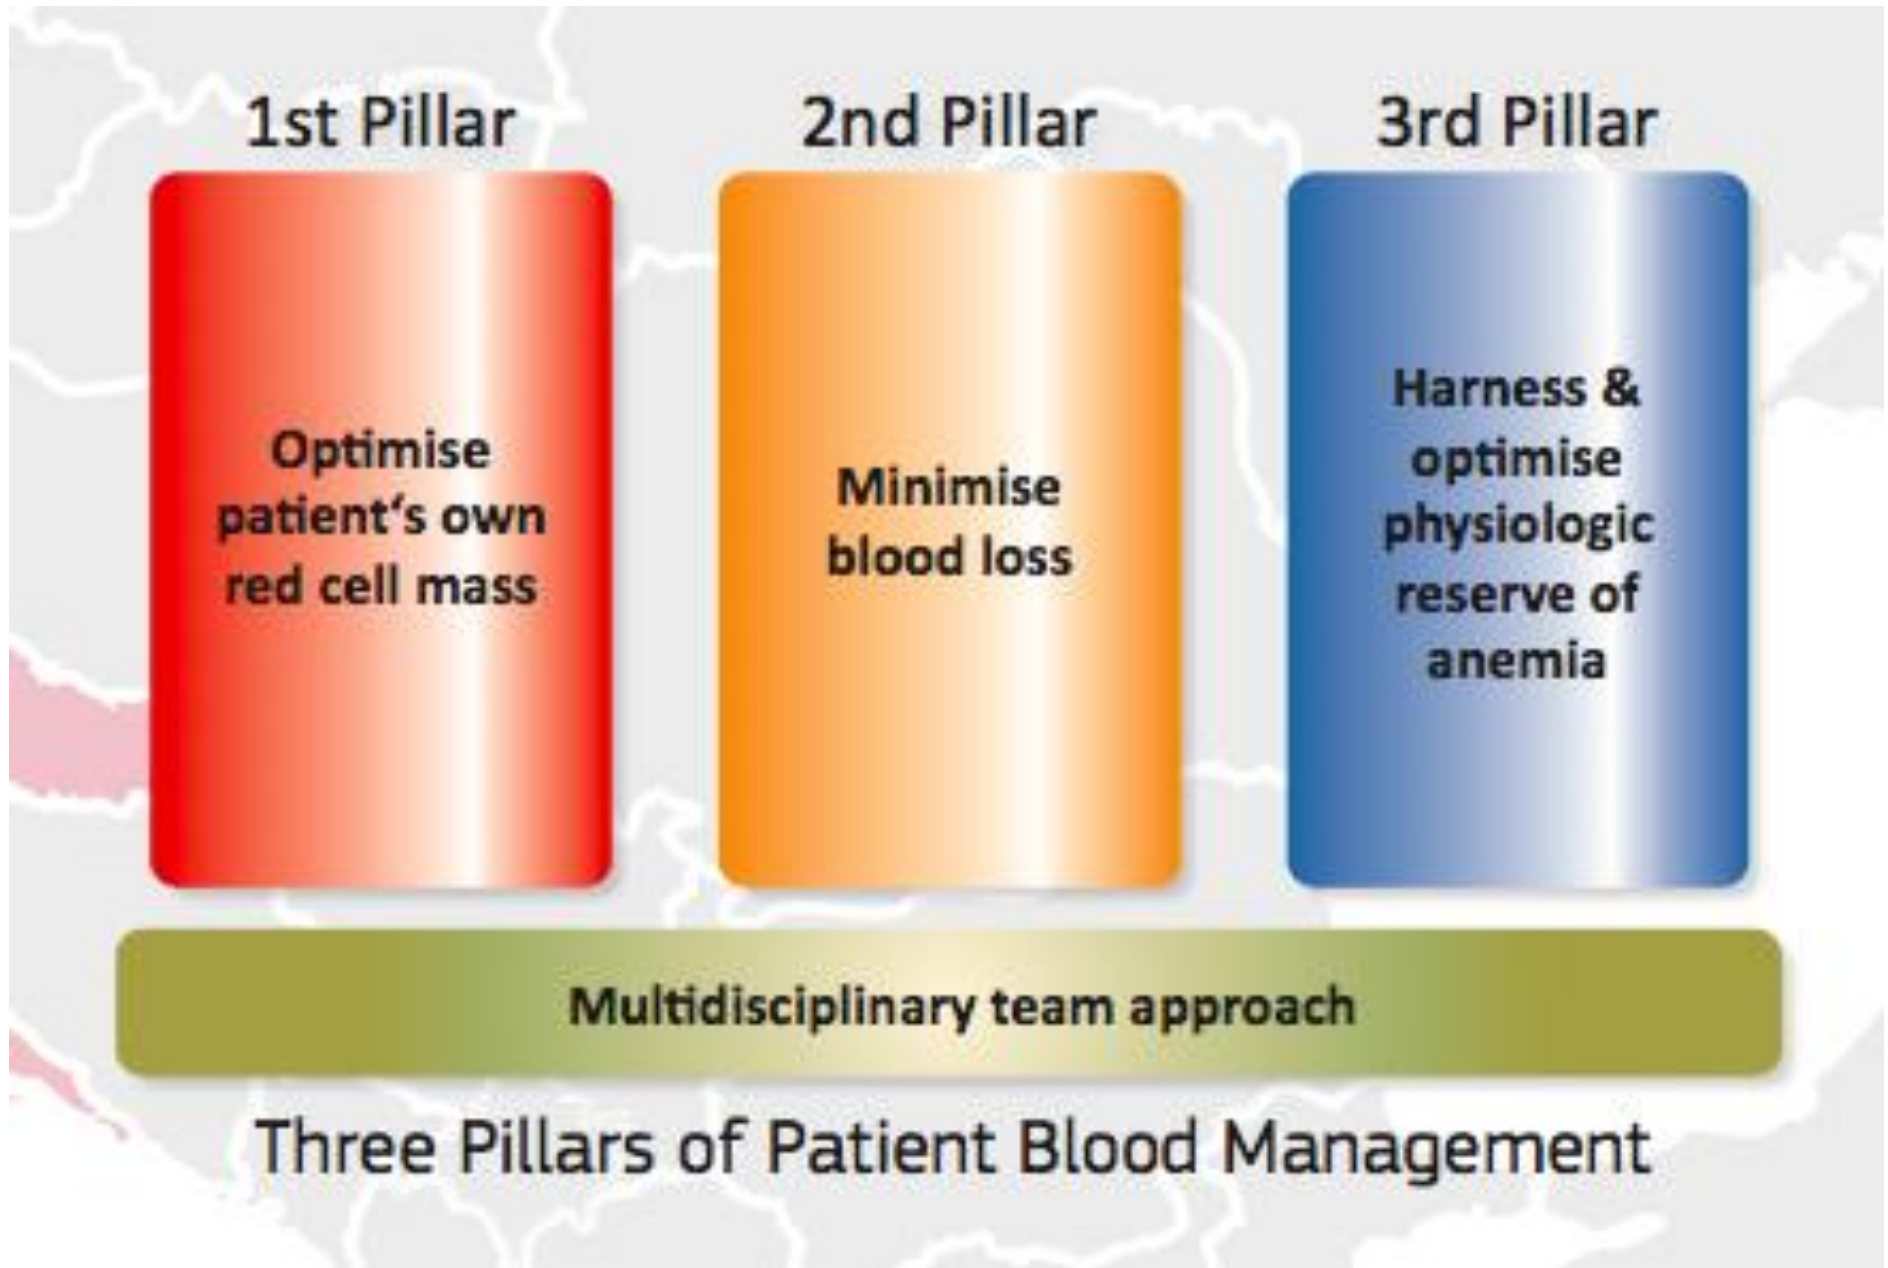 1st Pillar
2nd Pillar
3rd Pillar
Optimise
patient‘s own
red cell mass
Minimise
blood loss
Harness &
optimise
physiologic
reserve of
anemia
Multidisciplinary team approach
Three Pillars of Patient Blood Management